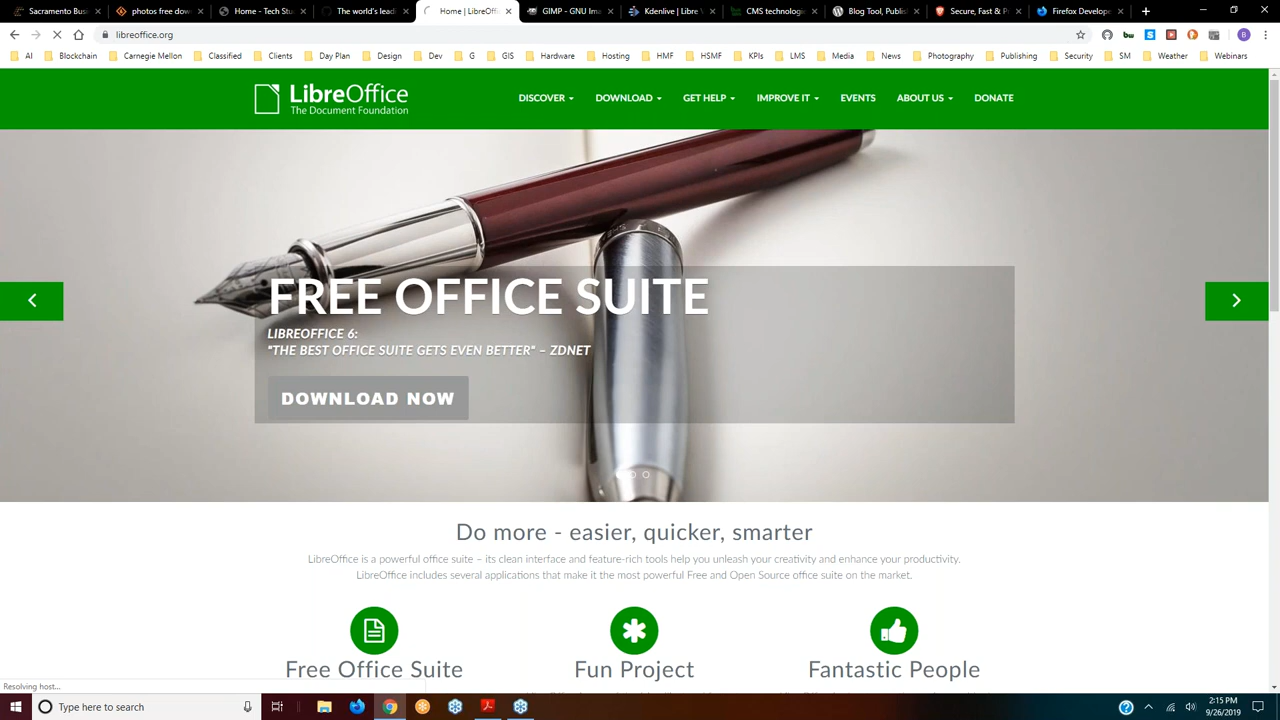 Sacramento Busi
photos free dow
Home - Tech Stu
The world's lead
Home | LibreOffi
GIMP - GNU Ima
Kdenlive | Libre V
CMS technologie
Blog Tool, Publis
Secure, Fast & Pr
Firefox Develope
libreoffice.org
B
AI
Blockchain
Carnegie Mellon
Classified
Clients
Day Plan
Design
Dev
G
GIS
Hardware
Hosting
HMF
HSMF
KPIs
LMS
Media
News
Photography
Publishing
Security
SM
Weather
Webinars
LibreOffice
The Document Foundation
DISCOVER
DOWNLOAD
GET HELP
IMPROVE IT
EVENTS
ABOUT US
DONATE
FREE OFFICE SUITE
LIBREOFFICE 6:
"THE BEST OFFICE SUITE GETS EVEN BETTER" – ZDNET
DOWNLOAD NOW
Do more - easier, quicker, smarter
LibreOffice is a powerful office suite – its clean interface and feature-rich tools help you unleash your creativity and enhance your productivity.
LibreOffice includes several applications that make it the most powerful Free and Open Source office suite on the market.
Free Office Suite
Fun Project
Fantastic People
Resolving host...
Type here to search
2:15 PM
9/26/2019